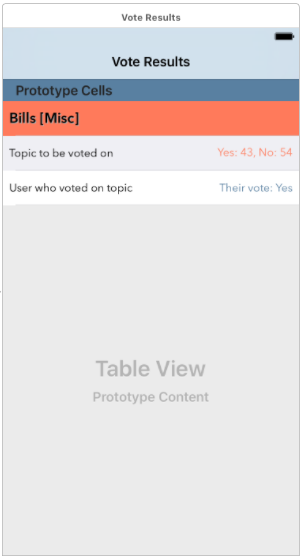 Vote Results
Vote Results
Prototype Cells
Bills [Misc]
Topic to be voted on Yes: 43, No: 54
User who voted on topic Their vote: Yes
Table View
Prototype Content